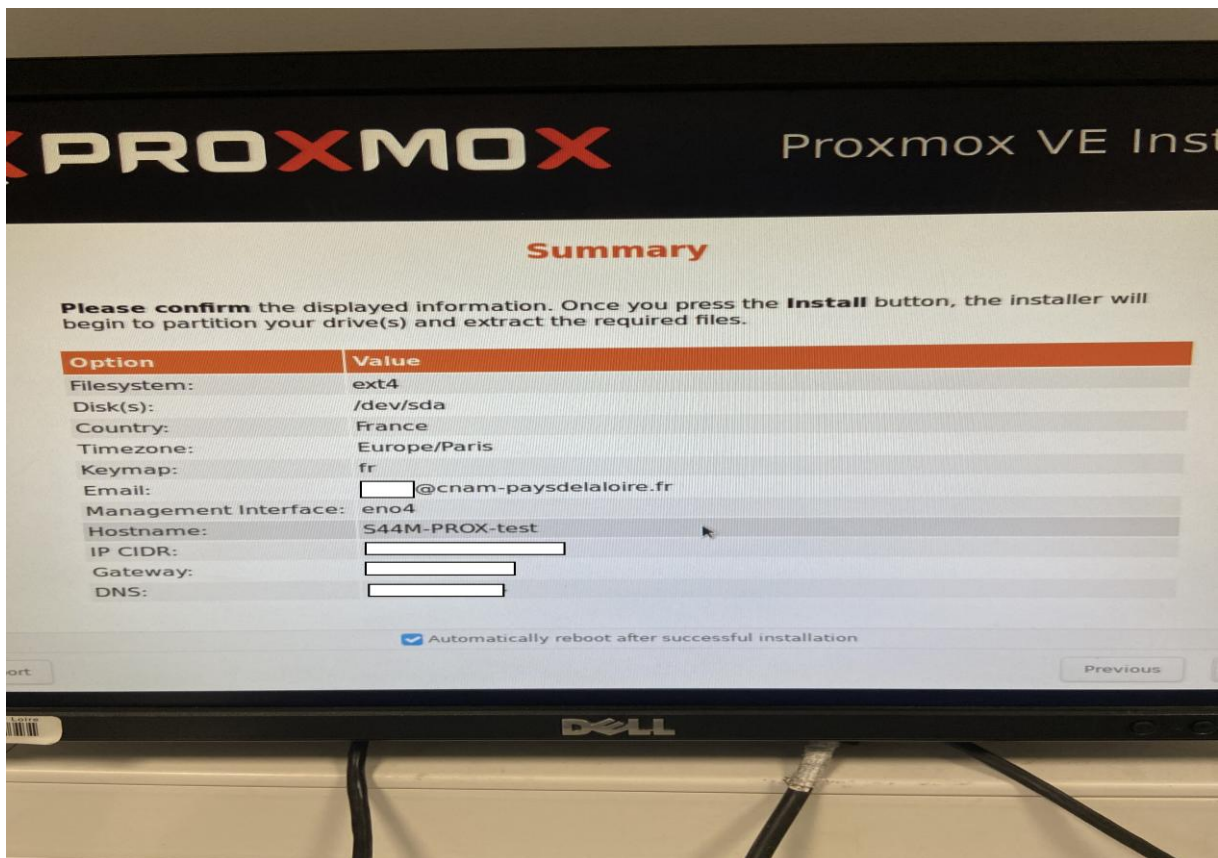 PROXMOX
Proxmox VE Inst
Summary
Please confirm the displayed information. Once you press the Install button, the installer will
begin to partition your drive(s) and extract the required files.
Option Value
Filesystem: ext4
Disk(s): /dev/sda
Country: France
Timezone: Europe/Paris
Keymap: fr
Email: @cnam-paysdelaloire.fr
Management Interface: eno4
Hostname: S44M-PROX-test
IP CIDR:
Gateway:
DNS:
Automatically reboot after successful installation
ort
Previous
Loire
DELL